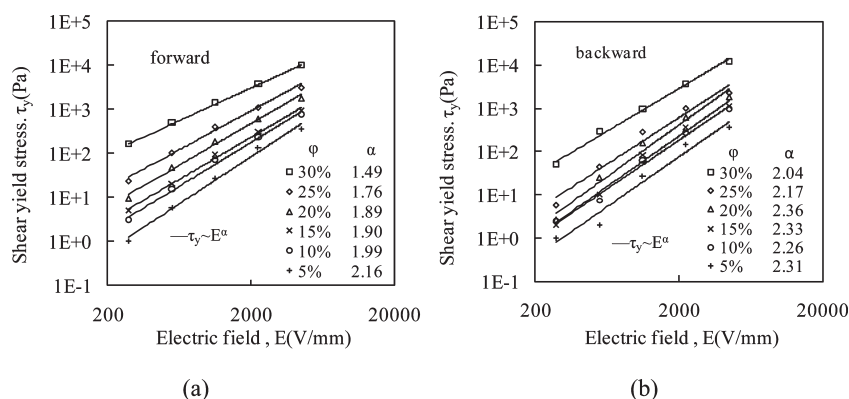 1E+5
1E+4
1E+3
1E+2
1E+1
1E+0
1E-1
Shear yield stress. τy(Pa)
forward
φ α
30% 1.49
25% 1.76
20% 1.89
15% 1.90
10% 1.99
5% 2.16
—τy~Eα
200 2000 20000
Electric field , E(V/mm)
(a)
1E+5
1E+4
1E+3
1E+2
1E+1
1E+0
1E-1
Shear yield stress. τy(Pa)
backward
φ α
30% 2.04
25% 2.17
20% 2.36
15% 2.33
10% 2.26
5% 2.31
—τy~Eα
200 2000 20000
Electric field , E(V/mm)
(b)